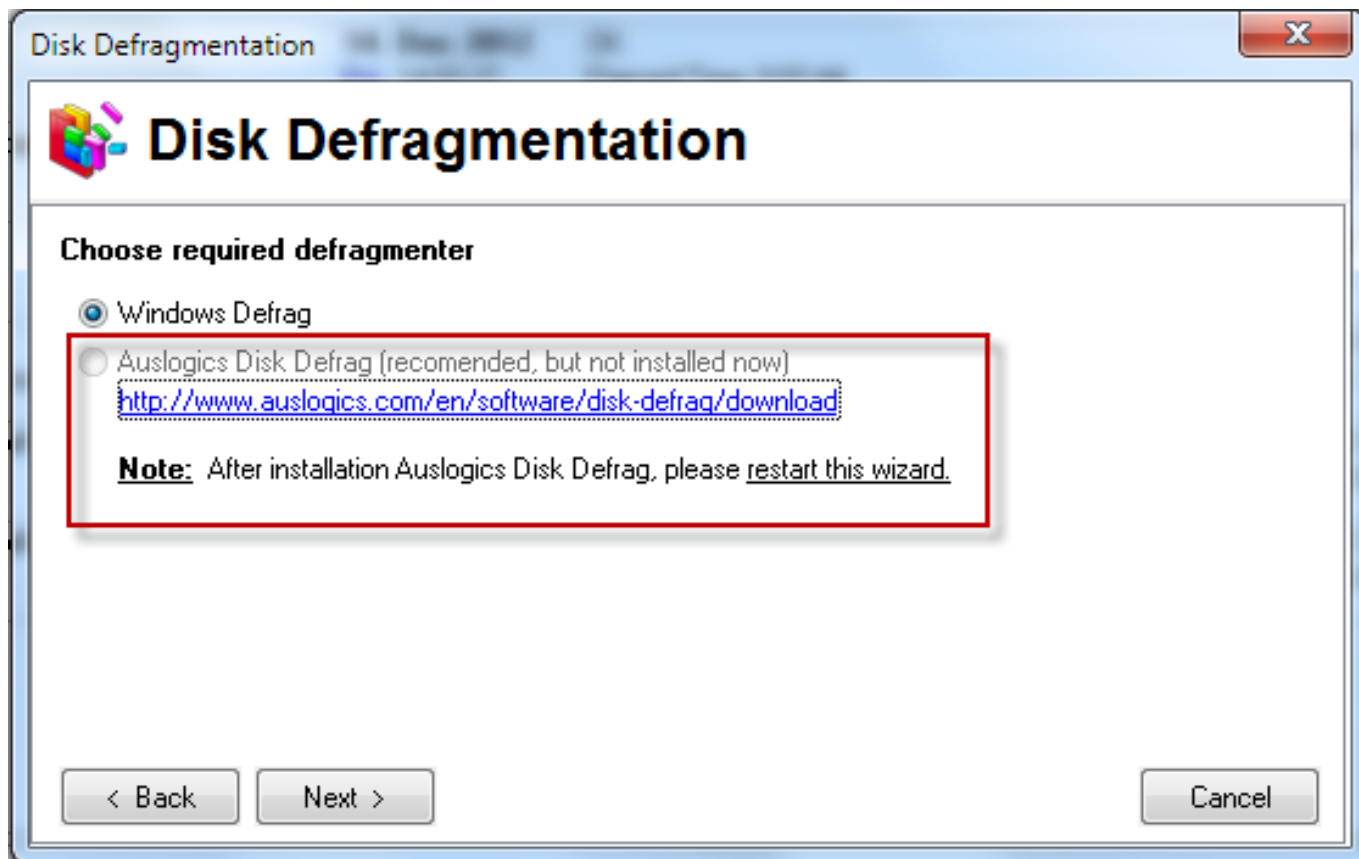 Disk Defragmentation
Disk Defragmentation
Choose required defragmenter
Windows Defrag
Auslogics Disk Defrag (recomended, but not installed now)
http://www.auslogics.com/en/software/disk-defrag/download
Note: After installation Auslogics Disk Defrag, please restart this wizard.
< Back Next > Cancel